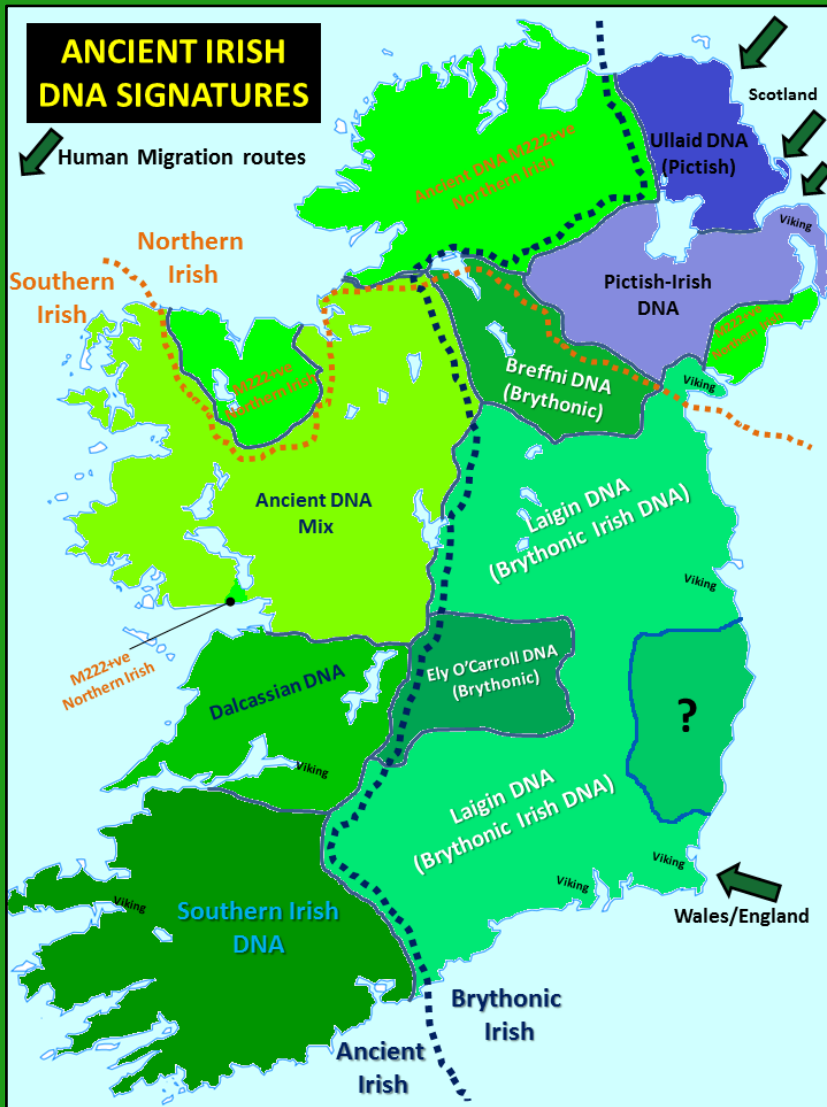 ANCIENT IRISH
DNA SIGNATURES
Human Migration routes
Scotland
Ullaid DNA
(Pictish)
Ancient DNA M222+ve
Northern Irish
Viking
Northern
Irish
Southern
Irish
Pictish-Irish
DNA
M222+ve
Northern Irish
M222+ve
Northern Irish
Viking
Breffni DNA
(Brythonic)
Ancient DNA
Mix
Laigin DNA
(Brythonic Irish DNA)
Viking
M222+ve
Northern Irish
Ely O'Carroll DNA
(Brythonic)
Dalcassian DNA
?
Viking
Laigin DNA
(Brythonic Irish DNA)
Viking
Viking
Viking
Wales/England
Southern Irish
DNA
Brythonic
Irish
Ancient
Irish